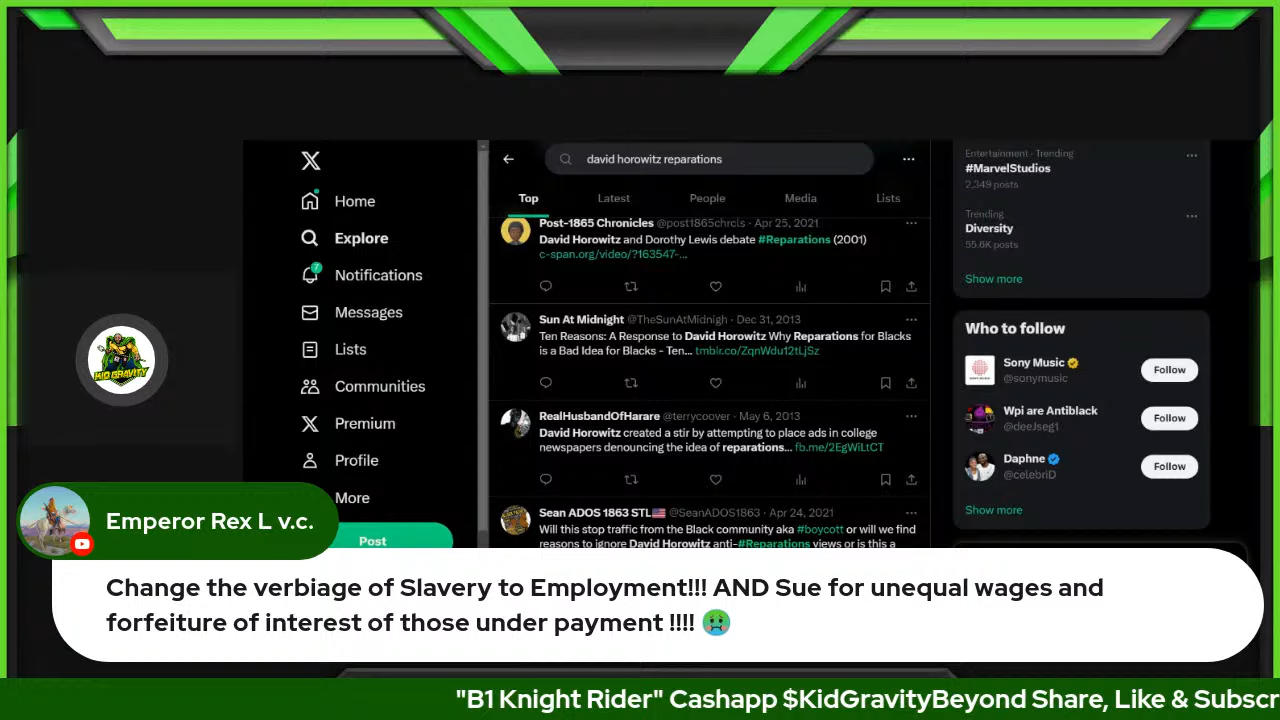 X
Home
Explore
7
Notifications
Messages
Lists
Communities
Premium
Profile
More
Post
david horowitz reparations
Top Latest People Media Lists
Post-1865 Chronicles @post1865chrcls · Apr 25, 2021
David Horowitz and Dorothy Lewis debate #Reparations (2001)
c-span.org/video/?163547-...
Sun At Midnight @TheSunAtMidnigh · Dec 31, 2013
Ten Reasons: A Response to David Horowitz Why Reparations for Blacks
is a Bad Idea for Blacks - Ten... tmblr.co/ZqnWdu12tLjSz
RealHusbandOfHarare @terrycoover · May 6, 2013
David Horowitz created a stir by attempting to place ads in college
newspapers denouncing the idea of reparations... fb.me/2EgWiLtCT
Sean ADOS 1863 STL🇺🇸 @SeanADOS1863 · Apr 24, 2021
Will this stop traffic from the Black community aka #boycott or will we find
reasons to ignore David Horowitz anti-#Reparations views or is this a
Entertainment · Trending
#MarvelStudios
2,349 posts
Trending
Diversity
55.6K posts
Show more
Who to follow
Sony Music
@sonymusic
Follow
Wpi are Antiblack
@deeJseg1
Follow
Daphne
@celebriD
Follow
Show more
KID GRAVITY
Emperor Rex L v.c.
Change the verbiage of Slavery to Employment!!! AND Sue for unequal wages and
forfeiture of interest of those under payment !!!! 🤢
"B1 Knight Rider" Cashapp $KidGravityBeyond Share, Like & Subscr